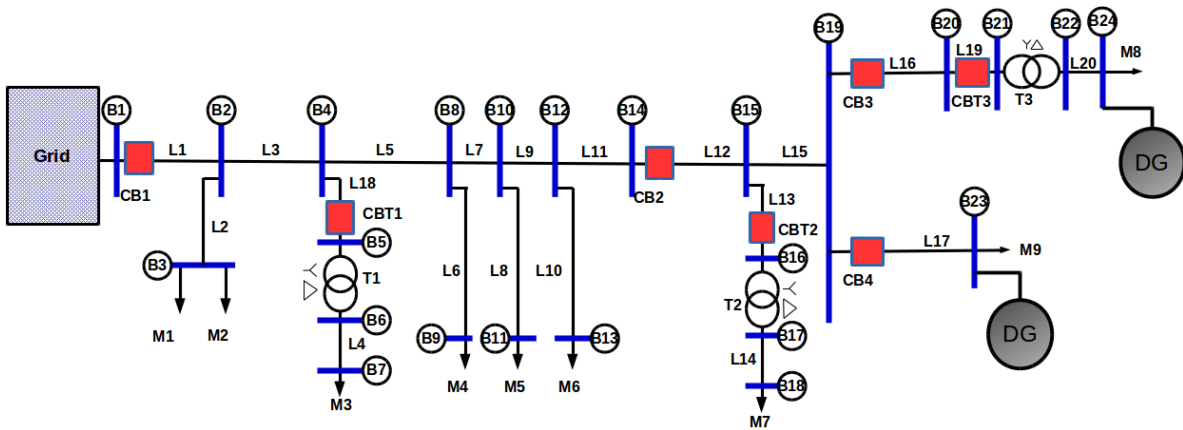 B19
B20
B21
B22
B24
L19
M8
L16
L20
CBT3
T3
CB3
B1
B2
B4
B8
B10
B12
B14
B15
Grid
L1
L3
L5
L7
L9
L11
L12
L15
DG
CB1
L18
CB2
L13
CBT1
L2
CBT2
B23
B5
L17
M9
B3
B16
CB4
T1
L6
L8
L10
T2
M1
M2
B6
B17
DG
L4
B9
B11
B13
L14
B7
B18
M3
M4
M5
M6
M7